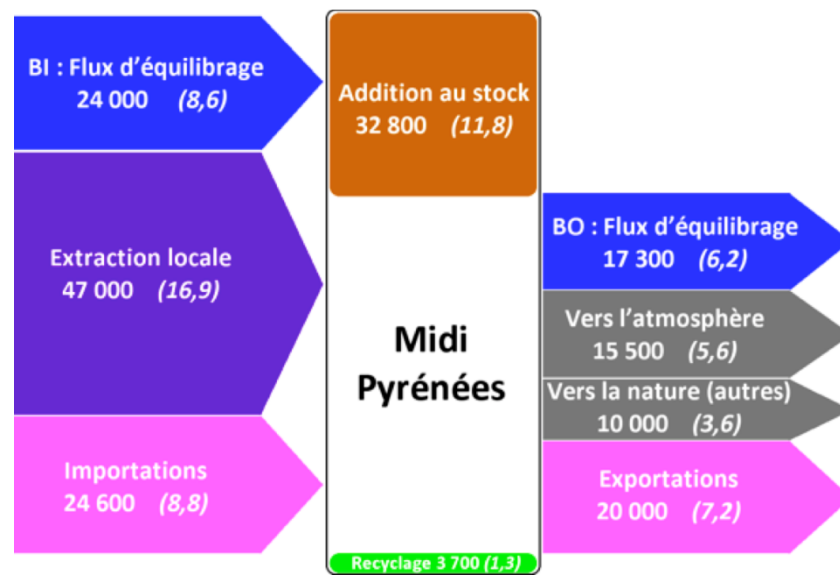 BI : Flux d'équilibrage
24 000 (8,6)
Extraction locale
47 000 (16,9)
Importations
24 600 (8,8)
Addition au stock
32 800 (11,8)
Midi
Pyrénées
Recyclage 3 700 (1,3)
BO : Flux d'équilibrage
17 300 (6,2)
Vers l'atmosphère
15 500 (5,6)
Vers la nature (autres)
10 000 (3,6)
Exportations
20 000 (7,2)